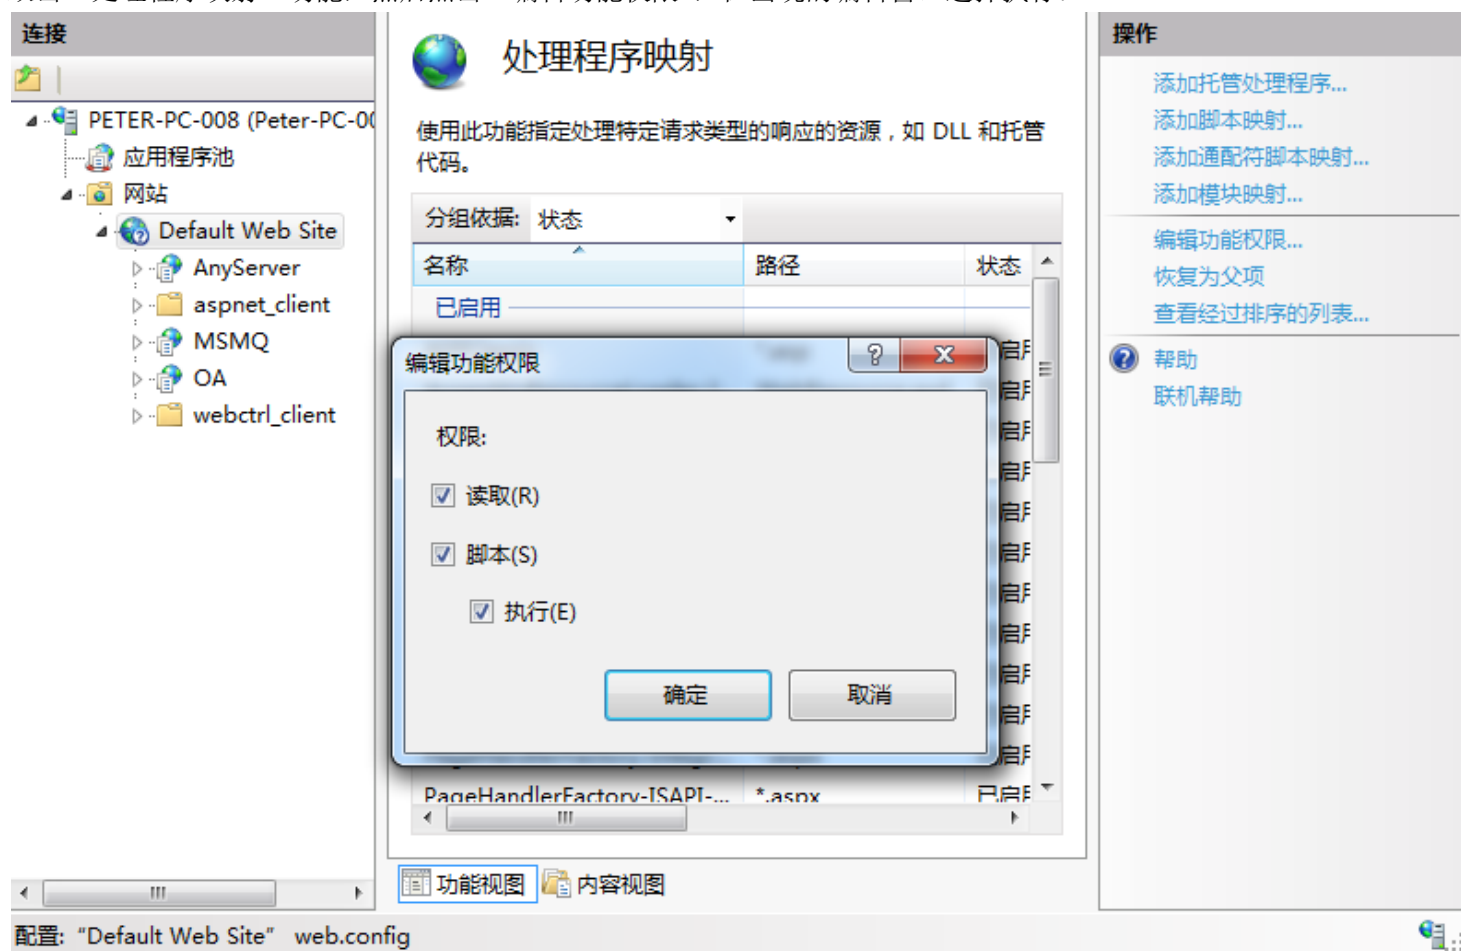 连接
PETER-PC-008 (Peter-PC-00
应用程序池
网站
Default Web Site
AnyServer
aspnet_client
MSMQ
OA
webctrl_client
处理程序映射
使用此功能指定处理特定请求类型的响应的资源，如 DLL 和托管
代码。
分组依据: 状态
名称 路径 状态
已启用
编辑功能权限
权限:
读取(R)
脚本(S)
执行(E)
确定 取消
PageHandlerFactory-ISAPI-... *.aspx 已启用
功能视图 内容视图
操作
添加托管处理程序...
添加脚本映射...
添加通配符脚本映射...
添加模块映射...
编辑功能权限...
恢复为父项
查看经过排序的列表...
帮助
联机帮助
配置: “Default Web Site” web.config